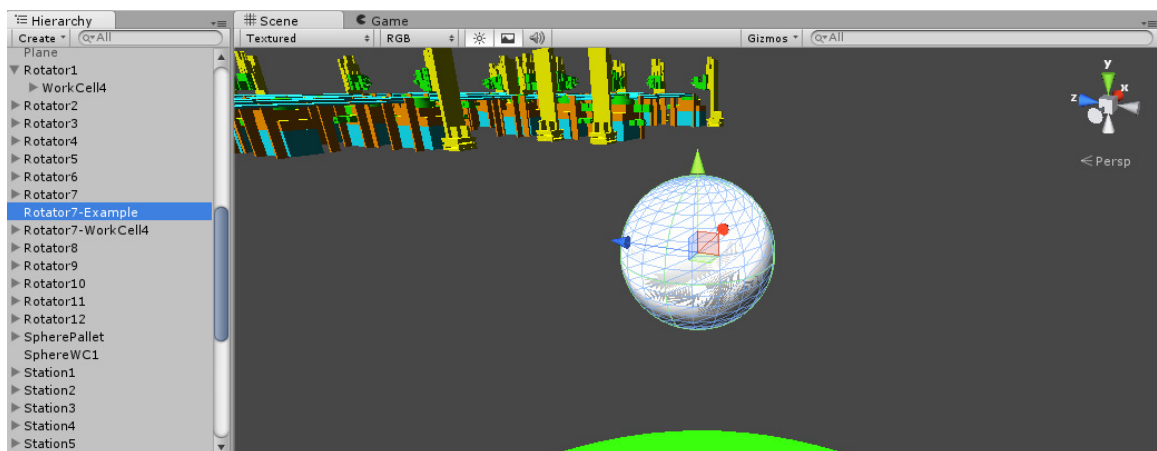 Hierarchy
Create
All
Plane
Rotator1
WorkCell4
Rotator2
Rotator3
Rotator4
Rotator5
Rotator6
Rotator7
Rotator7-Example
Rotator7-WorkCell4
Rotator8
Rotator9
Rotator10
Rotator11
Rotator12
SpherePallet
SphereWC1
Station1
Station2
Station3
Station4
Station5
Scene Game
Textured RGB Gizmos All
y
x
z
Persp